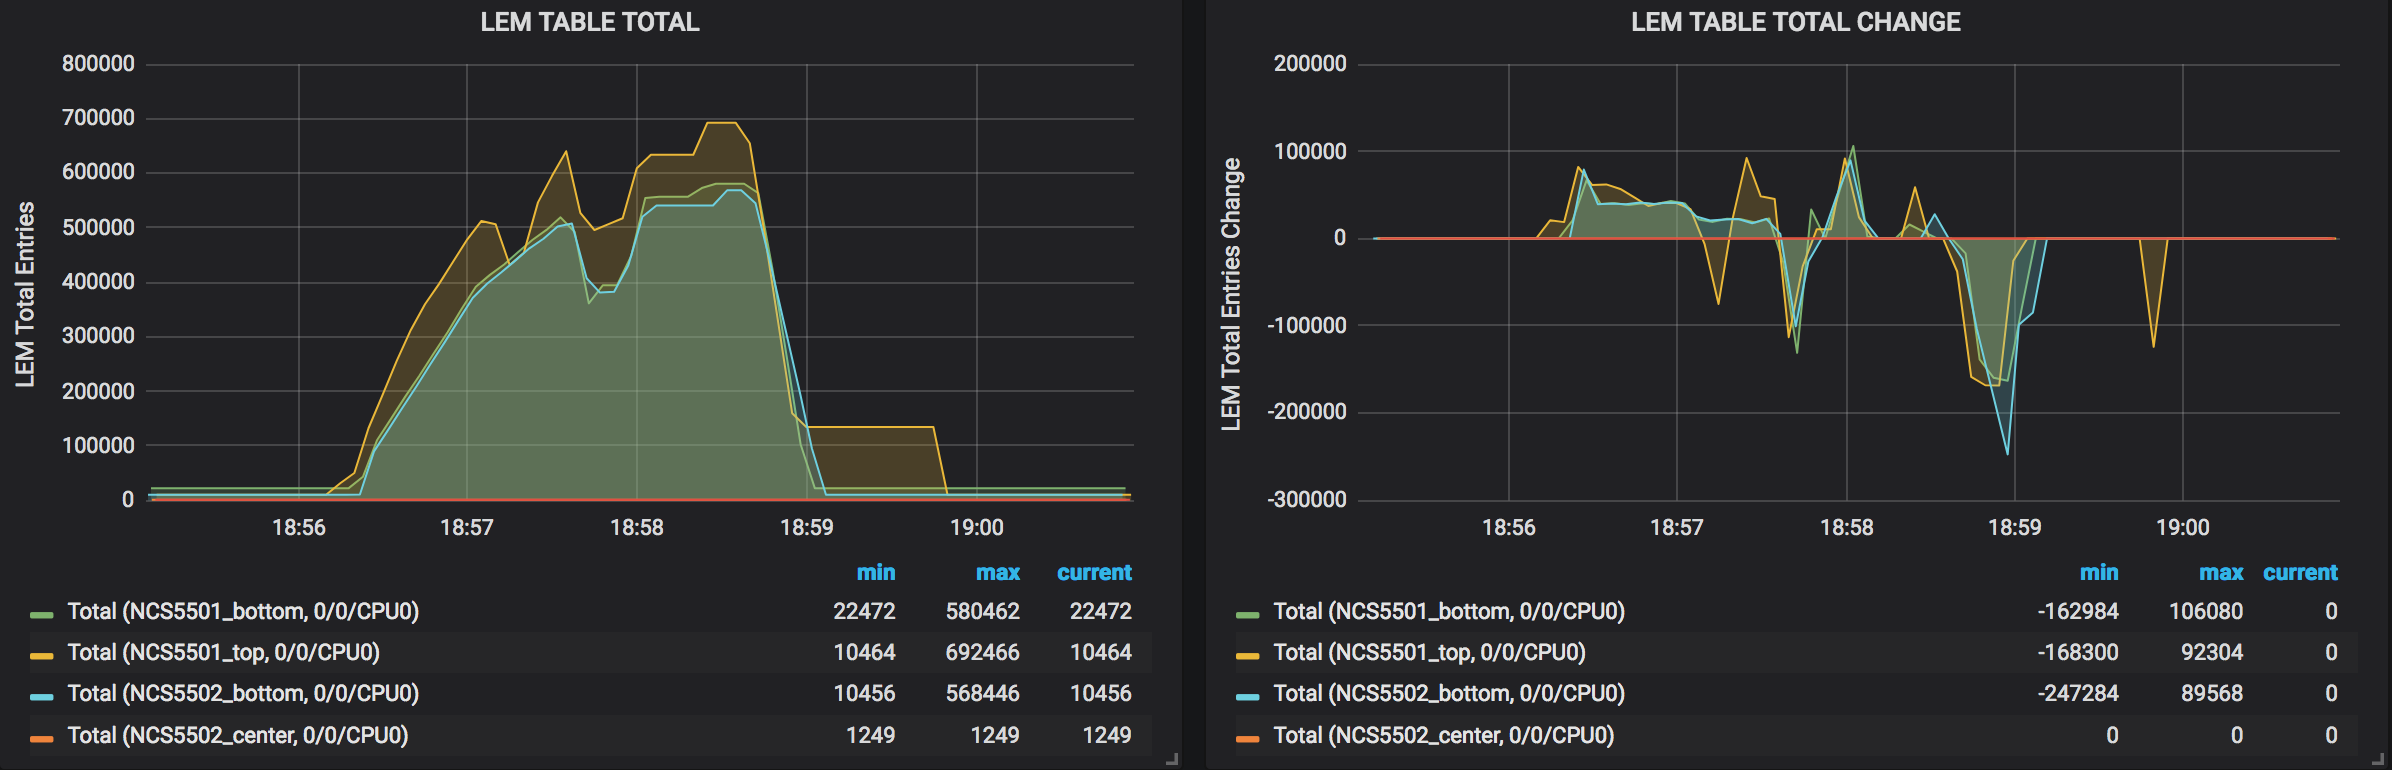 LEM TABLE TOTAL
LEM Total Entries
800000
700000
600000
500000
400000
300000
200000
100000
0
18:56 18:57 18:58 18:59 19:00
min max current
Total (NCS5501_bottom, 0/0/CPU0) 22472 580462 22472
Total (NCS5501_top, 0/0/CPU0) 10464 692466 10464
Total (NCS5502_bottom, 0/0/CPU0) 10456 568446 10456
Total (NCS5502_center, 0/0/CPU0) 1249 1249 1249
LEM TABLE TOTAL CHANGE
LEM Total Entries Change
200000
100000
0
-100000
-200000
-300000
18:56 18:57 18:58 18:59 19:00
min max current
Total (NCS5501_bottom, 0/0/CPU0) -162984 106080 0
Total (NCS5501_top, 0/0/CPU0) -168300 92304 0
Total (NCS5502_bottom, 0/0/CPU0) -247284 89568 0
Total (NCS5502_center, 0/0/CPU0) 0 0 0